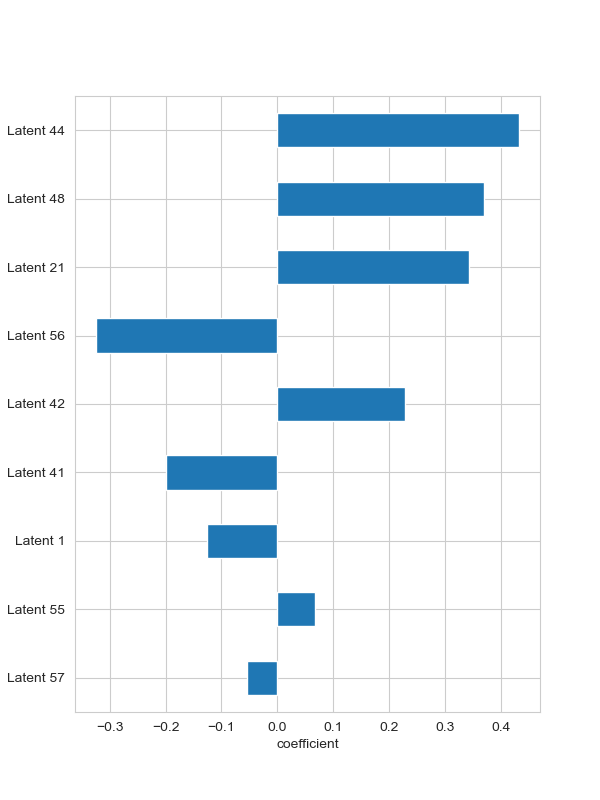 Latent 44
Latent 48
Latent 21
Latent 56
Latent 42
Latent 41
Latent 1
Latent 55
Latent 57
−0.3 −0.2 −0.1 0.0 0.1 0.2 0.3 0.4
coefficient